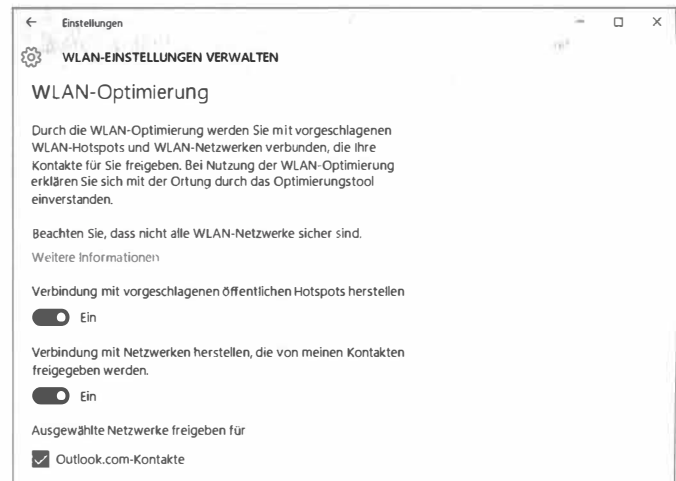 Einstellungen
WLAN-EINSTELLUNGEN VERWALTEN
WLAN-Optimierung
Durch die WLAN-Optimierung werden Sie mit vorgeschlagenen
WLAN-Hotspots und WLAN-Netzwerken verbunden, die Ihre
Kontakte für Sie freigeben. Bei Nutzung der WLAN-Optimierung
erklären Sie sich mit der Ortung durch das Optimierungstool
einverstanden.
Beachten Sie, dass nicht alle WLAN-Netzwerke sicher sind.
Weitere Informationen
Verbindung mit vorgeschlagenen öffentlichen Hotspots herstellen
Ein
Verbindung mit Netzwerken herstellen, die von meinen Kontakten
freigegeben werden.
Ein
Ausgewählte Netzwerke freigeben für
Outlook.com-Kontakte